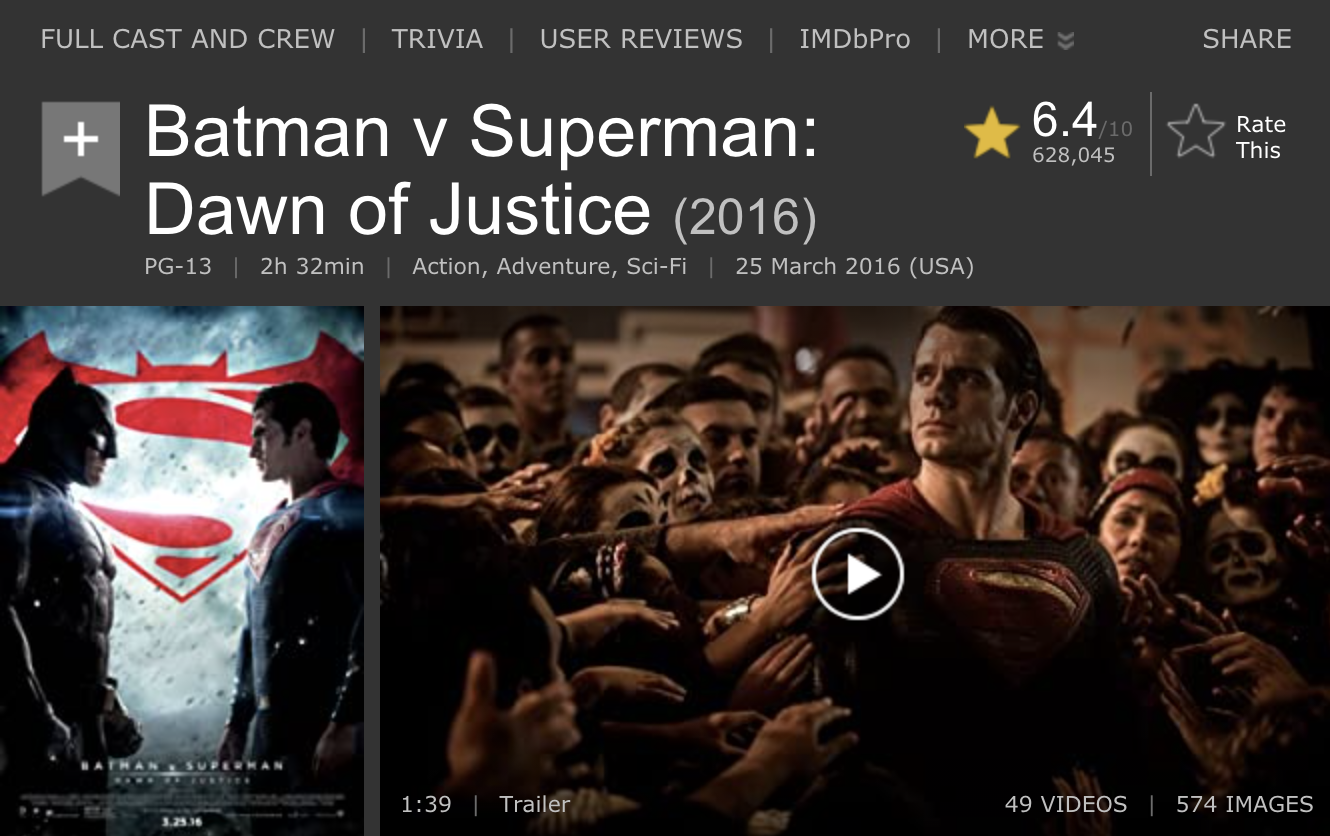 FULL CAST AND CREW | TRIVIA | USER REVIEWS | IMDbPro | MORE SHARE
Batman v Superman:
Dawn of Justice (2016)
6.4/10
628,045
Rate
This
PG-13 | 2h 32min | Action, Adventure, Sci-Fi | 25 March 2016 (USA)
BATMAN v SUPERMAN
DAWN OF JUSTICE
3.25.16
1:39 | Trailer
49 VIDEOS | 574 IMAGES